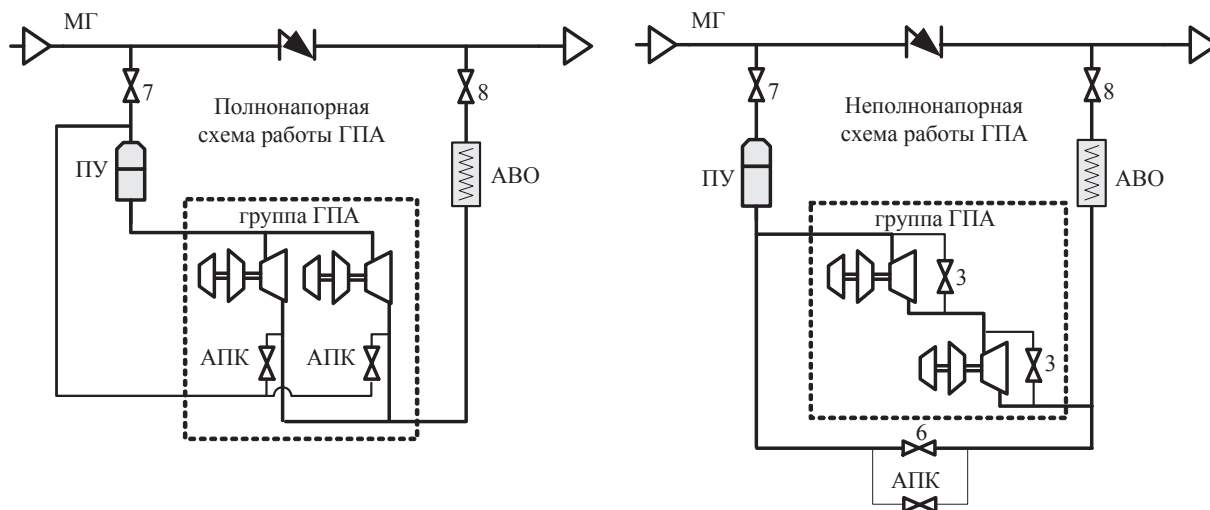 МГ
7
8
Полнонапорная
схема работы ГПА
ПУ
АВО
группа ГПА
АПК
АПК
МГ
7
8
Неполнонапорная
схема работы ГПА
ПУ
АВО
группа ГПА
3
3
6
АПК